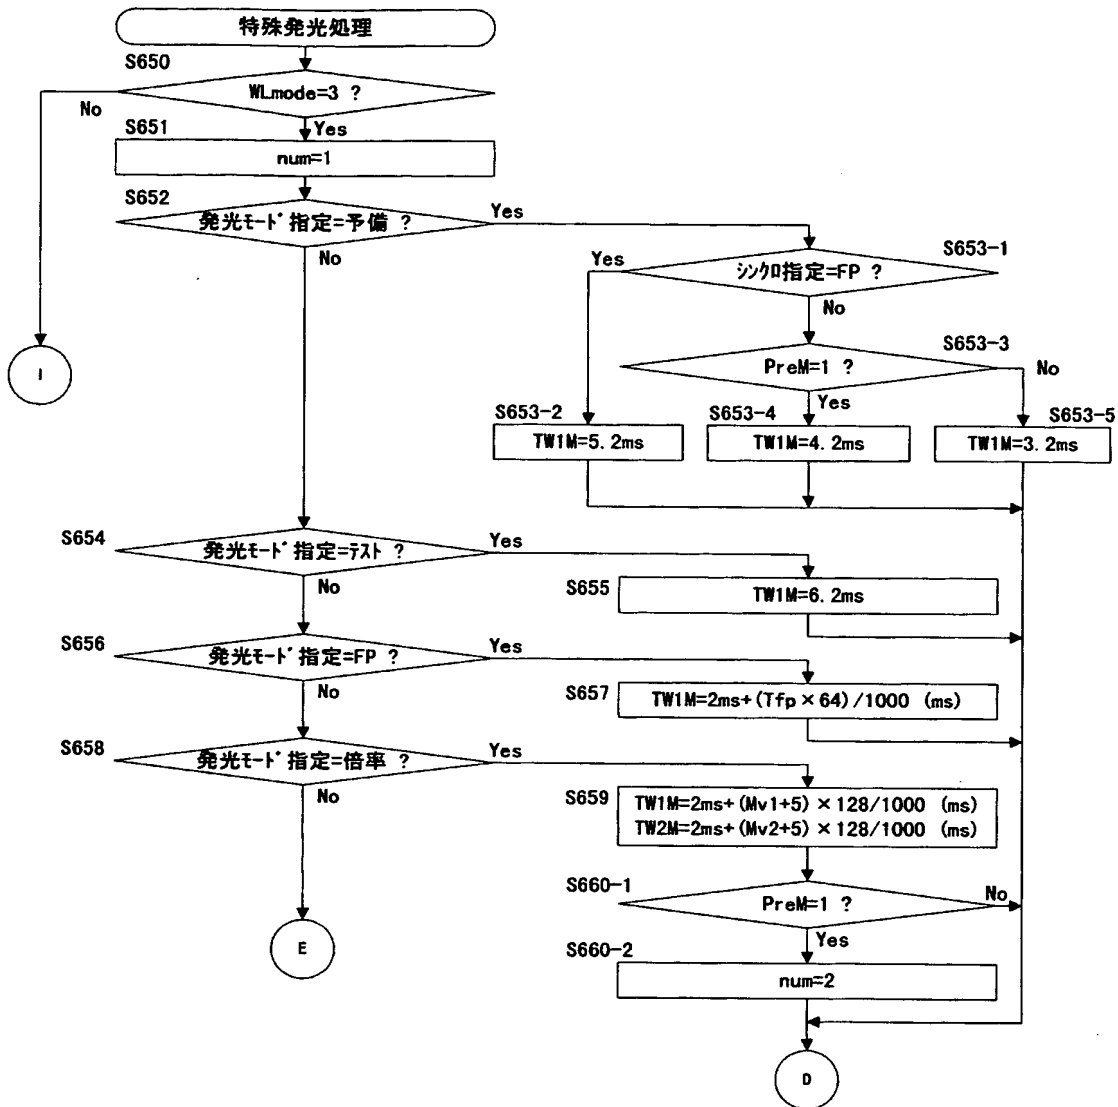 特殊発光処理
S650
WLmode=3 ?
No
Yes
S651
num=1
S652
発光ﾓｰﾄﾞ指定=予備 ?
Yes
No
S653-1
ｼﾝｸﾛ指定=FP ?
Yes
No
I
S653-3
PreM=1 ?
No
Yes
S653-2
TW1M=5.2ms
S653-4
TW1M=4.2ms
S653-5
TW1M=3.2ms
S654
発光ﾓｰﾄﾞ指定=ﾃｽﾄ ?
Yes
No
S655
TW1M=6.2ms
S656
発光ﾓｰﾄﾞ指定=FP ?
Yes
No
S657
TW1M=2ms+(Tfp×64)/1000 (ms)
S658
発光ﾓｰﾄﾞ指定=倍率 ?
Yes
No
S659
TW1M=2ms+(Mv1+5)×128/1000 (ms)
TW2M=2ms+(Mv2+5)×128/1000 (ms)
S660-1
PreM=1 ?
No
Yes
E
S660-2
num=2
D